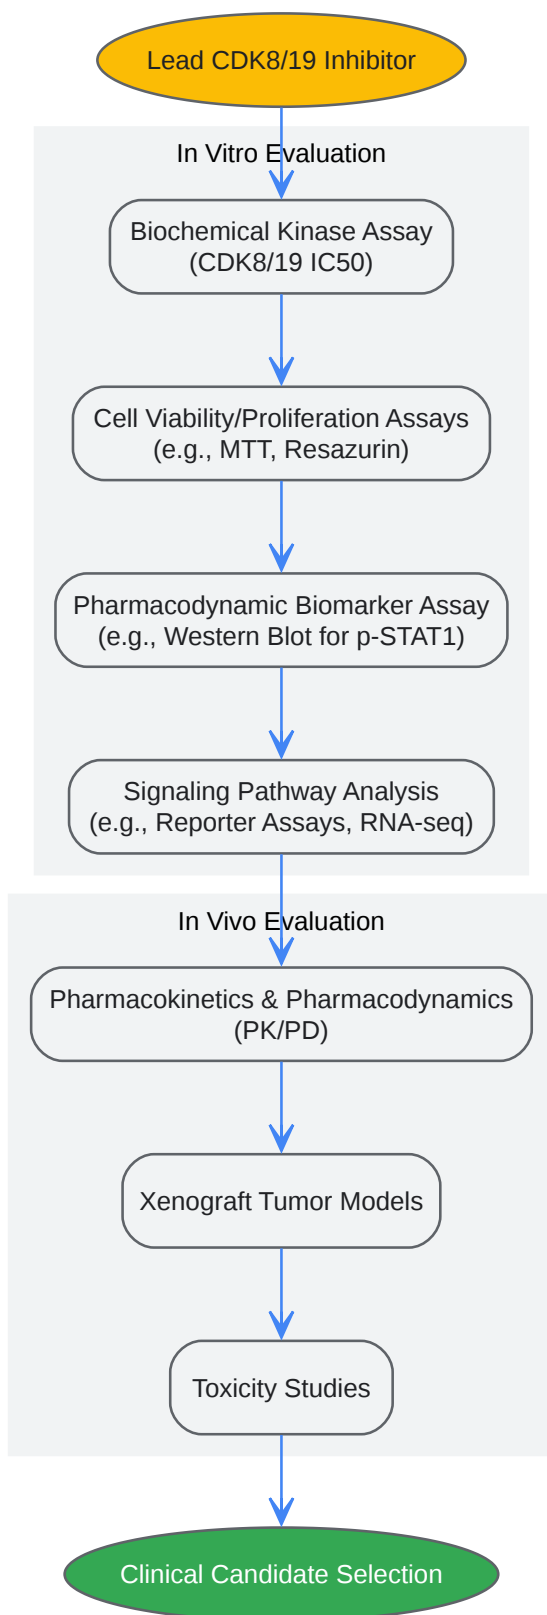 Lead CDK8/19 Inhibitor
In Vitro Evaluation
Biochemical Kinase Assay
(CDK8/19 IC50)
Cell Viability/Proliferation Assays
(e.g., MTT, Resazurin)
Pharmacodynamic Biomarker Assay
(e.g., Western Blot for p-STAT1)
Signaling Pathway Analysis
(e.g., Reporter Assays, RNA-seq)
In Vivo Evaluation
Pharmacokinetics & Pharmacodynamics
(PK/PD)
Xenograft Tumor Models
Toxicity Studies
Clinical Candidate Selection